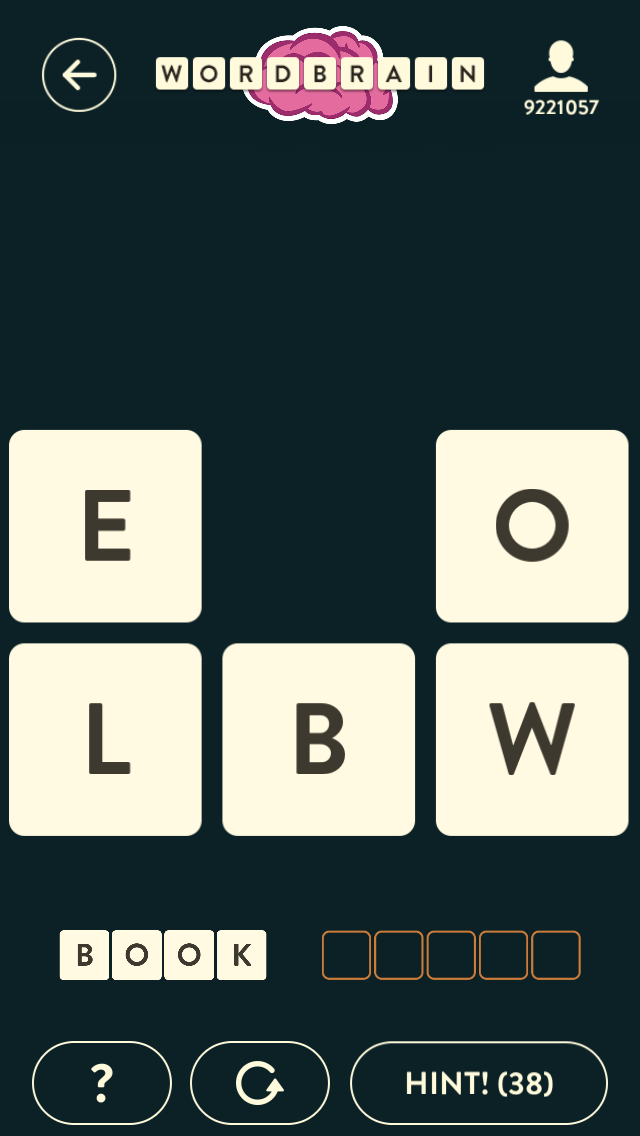 WORDBRAIN
9221057
E O
L B W
BOOK
? HINT! (38)